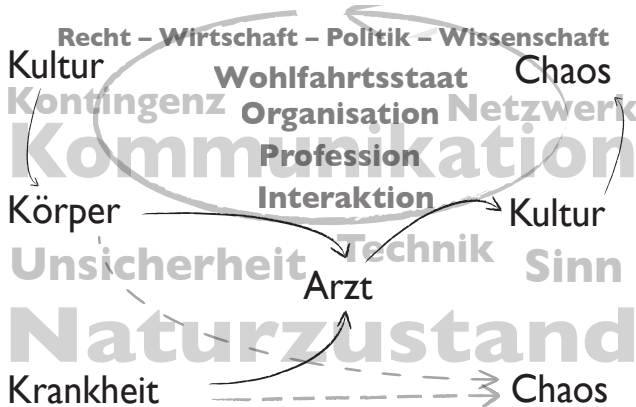 Recht – Wirtschaft – Politik – Wissenschaft
Kultur
Wohlfahrtsstaat
Chaos
Kontingenz
Organisation
Netzwerk
Kommunikation
Profession
Interaktion
Körper
Kultur
Technik
Unsicherheit
Sinn
Arzt
Naturzustand
Krankheit
Chaos